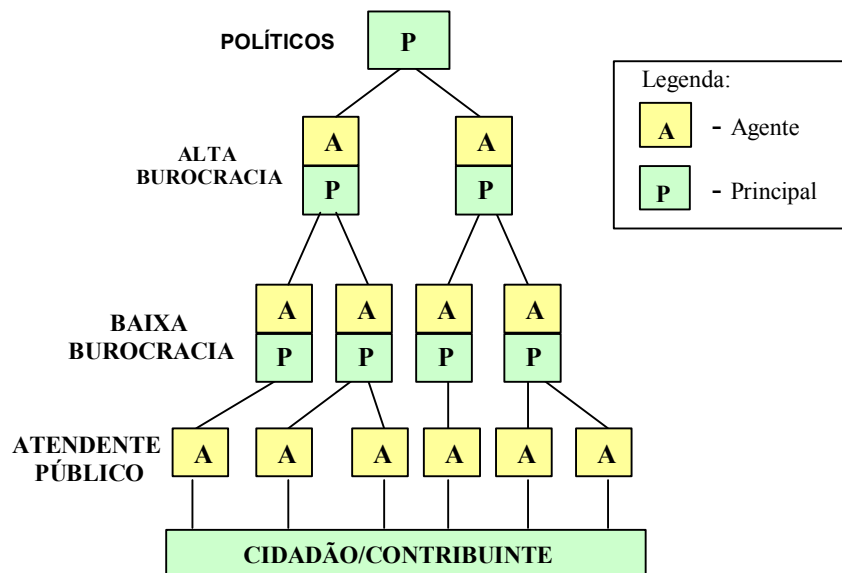 POLÍTICOS
P
Legenda:
A - Agente
P - Principal
ALTA
BUROCRACIA
A A
P P
BAIXA
BUROCRACIA
A A A A
P P P P
ATENDENTE
PÚBLICO
A A A A A A
CIDADÃO/CONTRIBUINTE